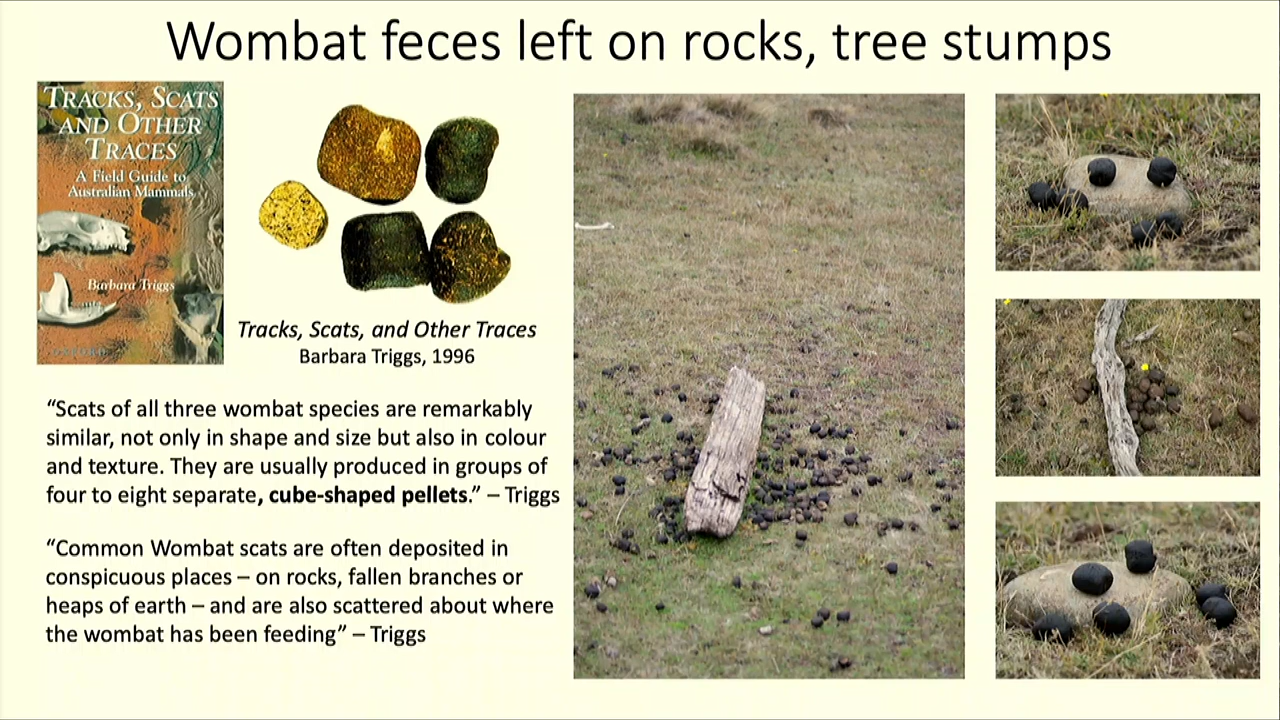 Wombat feces left on rocks, tree stumps
TRACKS, SCATS
AND OTHER
TRACES
A Field Guide to
Australian Mammals
Barbara Triggs
Tracks, Scats, and Other Traces
Barbara Triggs, 1996
“Scats of all three wombat species are remarkably
similar, not only in shape and size but also in colour
and texture. They are usually produced in groups of
four to eight separate, cube-shaped pellets.” – Triggs
“Common Wombat scats are often deposited in
conspicuous places – on rocks, fallen branches or
heaps of earth – and are also scattered about where
the wombat has been feeding” – Triggs